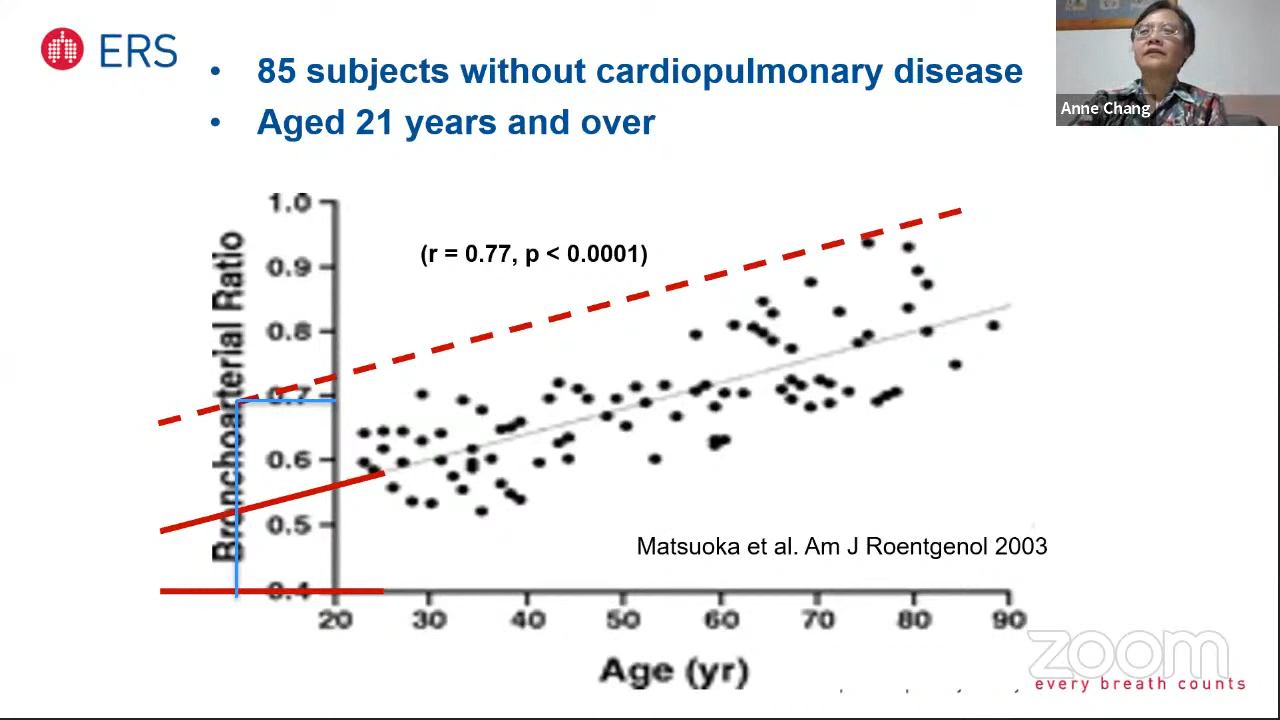 ERS
• 85 subjects without cardiopulmonary disease
• Aged 21 years and over
Anne Chang
Bronchoarterial Ratio
1.0
0.9
0.8
0.7
0.6
0.5
0.4
(r = 0.77, p < 0.0001)
Matsuoka et al. Am J Roentgenol 2003
20 30 40 50 60 70 80 90
Age (yr)
zoom
every breath counts